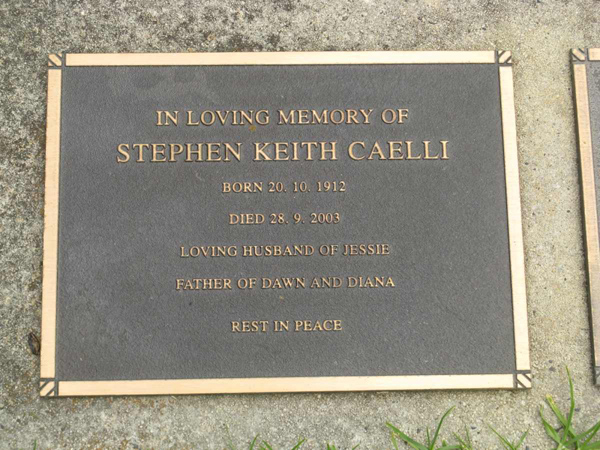 IN LOVING MEMORY OF
STEPHEN KEITH CAELLI
BORN 20. 10. 1912
DIED 28. 9. 2003
LOVING HUSBAND OF JESSIE
FATHER OF DAWN AND DIANA
REST IN PEACE